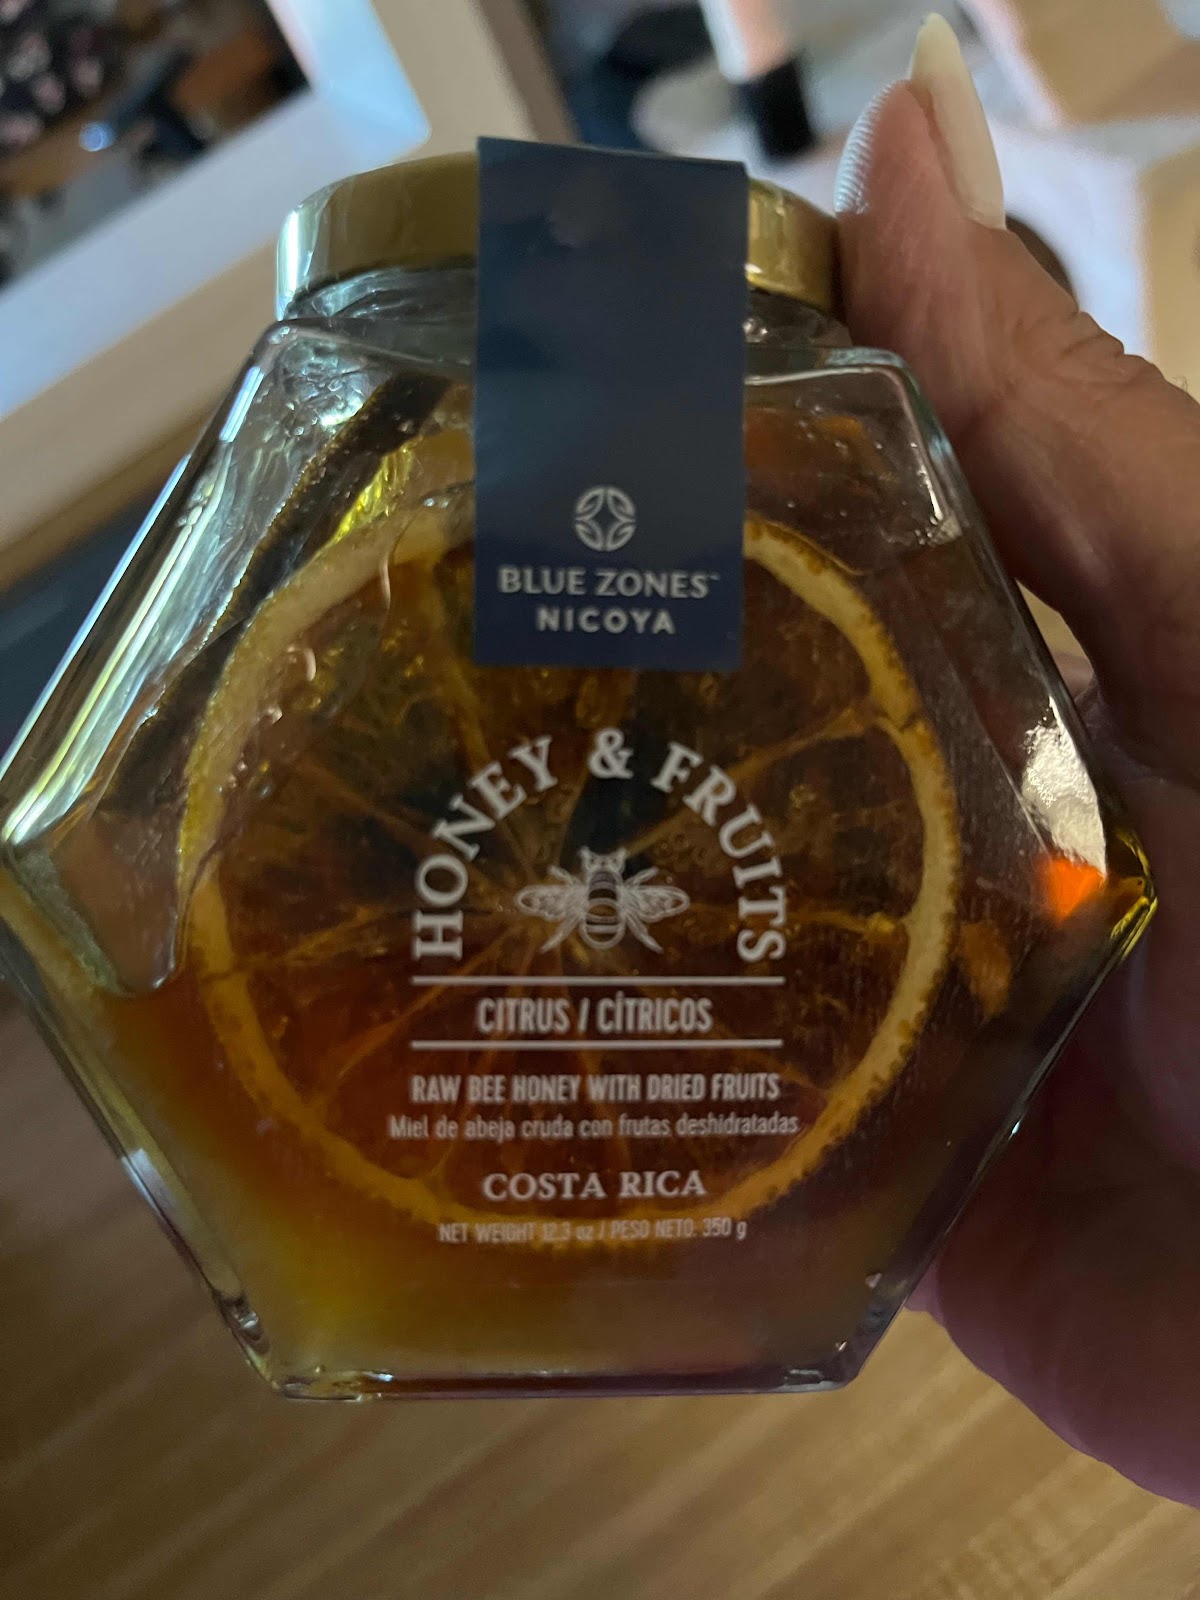 BLUE ZONES™
NICOYA
HONEY & FRUITS
CITRUS / CÍTRICOS
RAW BEE HONEY WITH DRIED FRUITS
Miel de abeja cruda con frutas deshidratadas
COSTA RICA
NET WEIGHT 12.3 oz / PESO NETO: 350 g